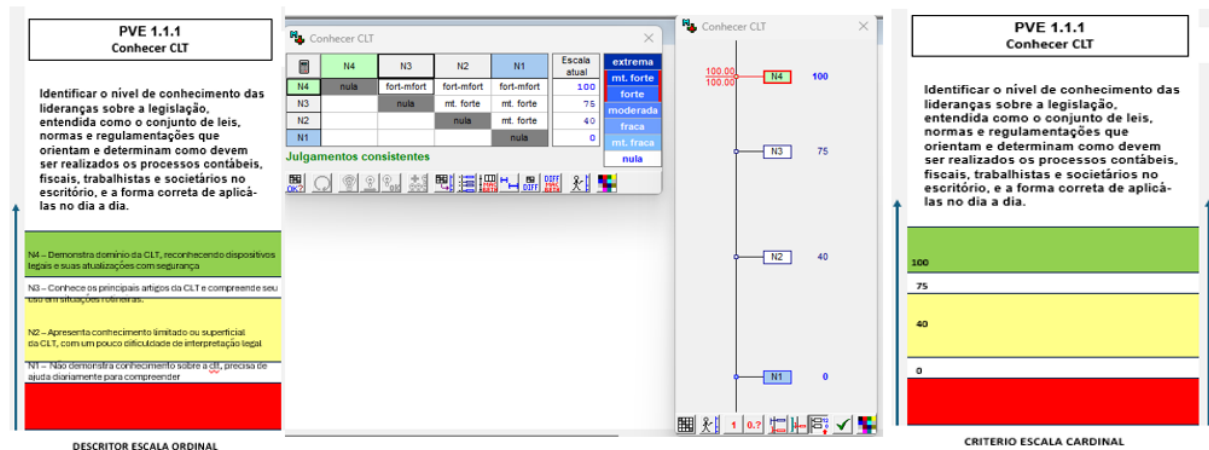 PVE 1.1.1
Conhecer CLT
Identificar o nível de conhecimento das
lideranças sobre a legislação,
entendida como o conjunto de leis,
normas e regulamentações que
orientam e determinam como devem
ser realizados os processos contábeis,
fiscais, trabalhistas e societários no
escritório, e a forma correta de aplicá-
las no dia a dia.
N4 – Demonstra domínio da CLT, reconhecendo dispositivos
legais e suas atualizações com segurança
N3 – Conhece os principais artigos da CLT e compreende seu
uso em situações rotineiras.
N2 – Apresenta conhecimento limitado ou superficial
da CLT, com um pouco dificuldade de interpretação legal
N1 – Não demonstra conhecimento sobre a clt, precisa de
ajuda diariamente para compreender
DESCRITOR ESCALA ORDINAL
Conhecer CLT
N4 N3 N2 N1 Escala atual
N4 nula fort-mfort fort-mfort fort-mfort 100
N3 nula mt. forte mt. forte 75
N2 nula mt. forte 40
N1 nula 0
extrema
mt. forte
forte
moderada
fraca
mt. fraca
nula
Julgamentos consistentes
Conhecer CLT
100.00
100.00
N4 100
N3 75
N2 40
N1 0
PVE 1.1.1
Conhecer CLT
Identificar o nível de conhecimento das
lideranças sobre a legislação,
entendida como o conjunto de leis,
normas e regulamentações que
orientam e determinam como devem
ser realizados os processos contábeis,
fiscais, trabalhistas e societários no
escritório, e a forma correta de aplicá-
las no dia a dia.
100
75
40
0
CRITERIO ESCALA CARDINAL